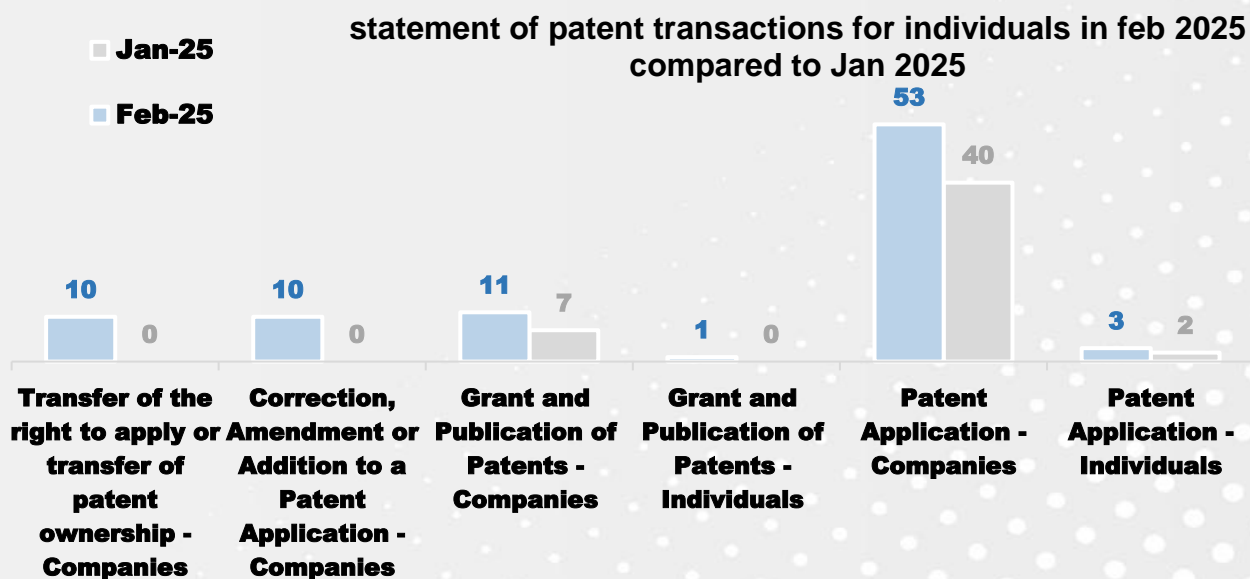 statement of patent transactions for individuals in feb 2025
compared to Jan 2025
Jan-25
Feb-25
10
0
10
0
11
7
1
0
53
40
3
2
Transfer of the
right to apply or
transfer of
patent
ownership -
Companies
Correction,
Amendment or
Addition to a
Patent
Application -
Companies
Grant and
Publication of
Patents -
Companies
Grant and
Publication of
Patents -
Individuals
Patent
Application -
Companies
Patent
Application -
Individuals